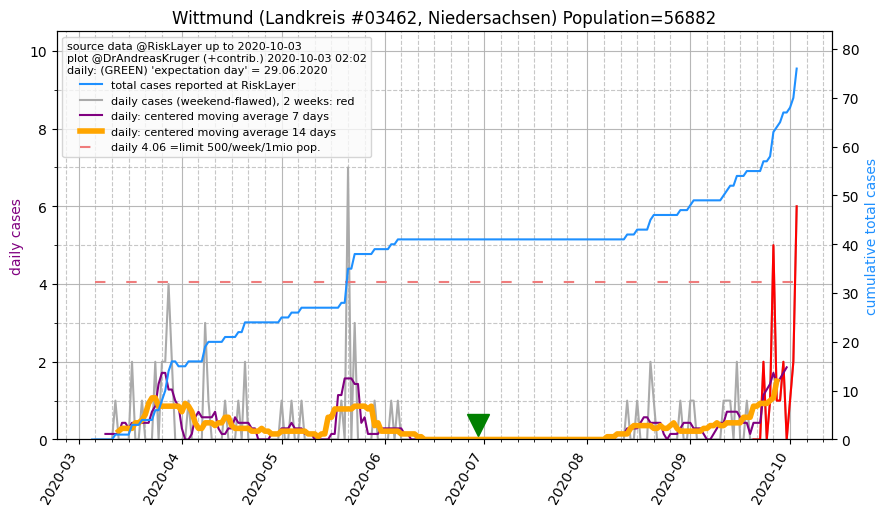 Wittmund (Landkreis #03462, Niedersachsen) Population=56882
source data @RiskLayer up to 2020-10-03
plot @DrAndreasKruger (+contrib.) 2020-10-03 02:02
daily: (GREEN) 'expectation day' = 29.06.2020
total cases reported at RiskLayer
daily cases (weekend-flawed), 2 weeks: red
daily: centered moving average 7 days
daily: centered moving average 14 days
daily 4.06 =limit 500/week/1mio pop.
daily cases
10
8
6
4
2
0
cumulative total cases
80
70
60
50
40
30
20
10
0
2020-03
2020-04
2020-05
2020-06
2020-07
2020-08
2020-09
2020-10